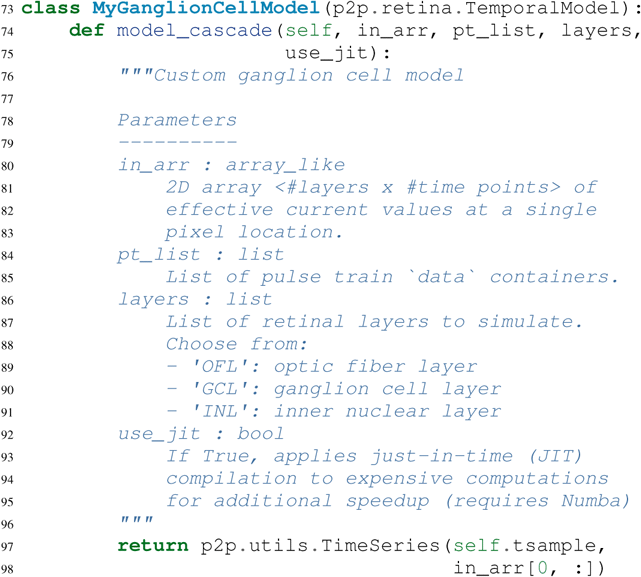 73 class MyGanglionCellModel(p2p.retina.TemporalModel):
74     def model_cascade(self, in_arr, pt_list, layers,
75                       use_jit):
76         """Custom ganglion cell model
77
78         Parameters
79         ----------
80         in_arr : array_like
81             2D array <#layers x #time points> of
82             effective current values at a single
83             pixel location.
84         pt_list : list
85             List of pulse train `data` containers.
86         layers : list
87             List of retinal layers to simulate.
88             Choose from:
89             - 'OFL': optic fiber layer
90             - 'GCL': ganglion cell layer
91             - 'INL': inner nuclear layer
92         use_jit : bool
93             If True, applies just-in-time (JIT)
94             compilation to expensive computations
95             for additional speedup (requires Numba)
96         """
97         return p2p.utils.TimeSeries(self.tsample,
98                                     in_arr[0, :])